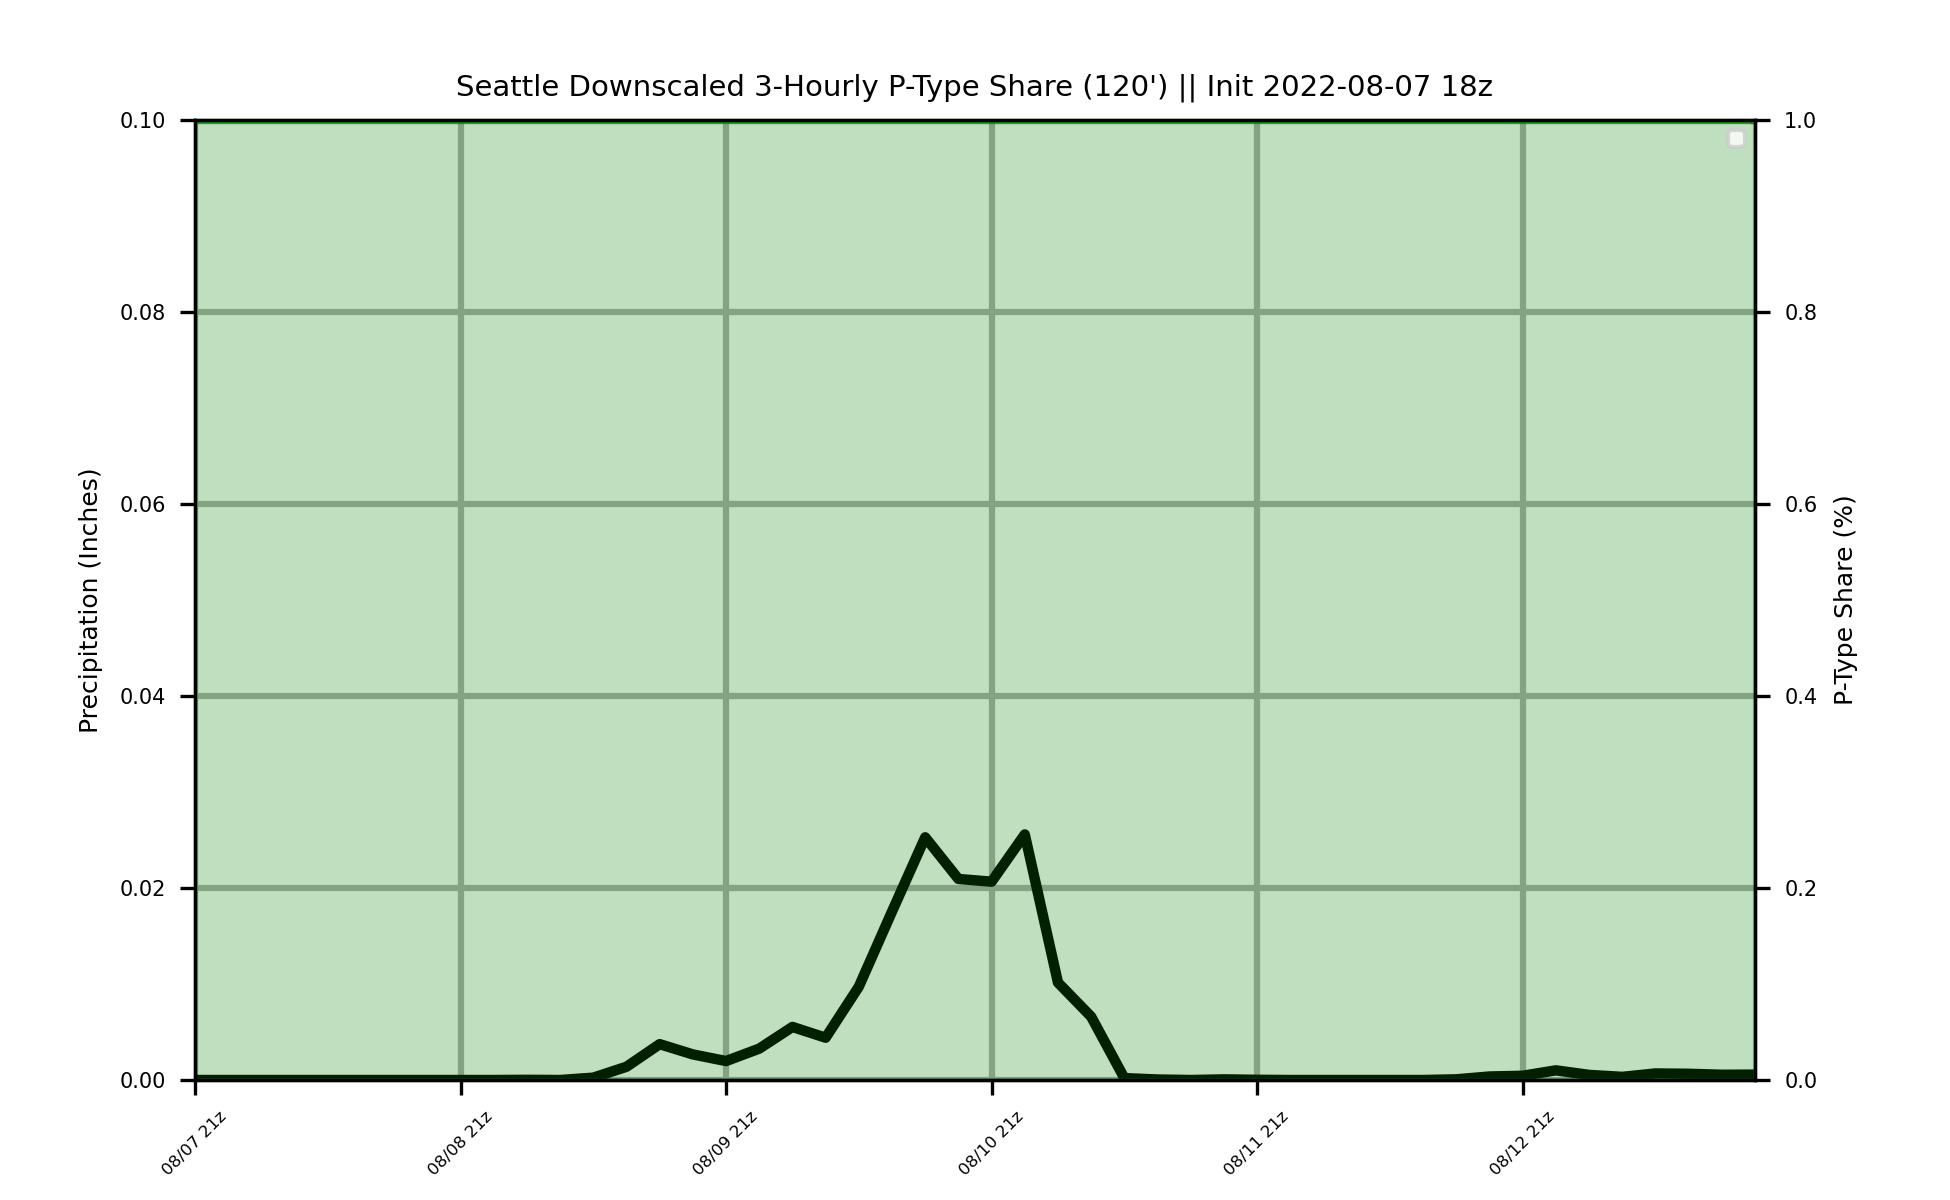 Seattle Downscaled 3-Hourly P-Type Share (120') || Init 2022-08-07 18z
Precipitation (Inches)
0.10
0.08
0.06
0.04
0.02
0.00
1.0
0.8
0.6
0.4
0.2
0.0
P-Type Share (%)
08/07 21z
08/08 21z
08/09 21z
08/10 21z
08/11 21z
08/12 21z